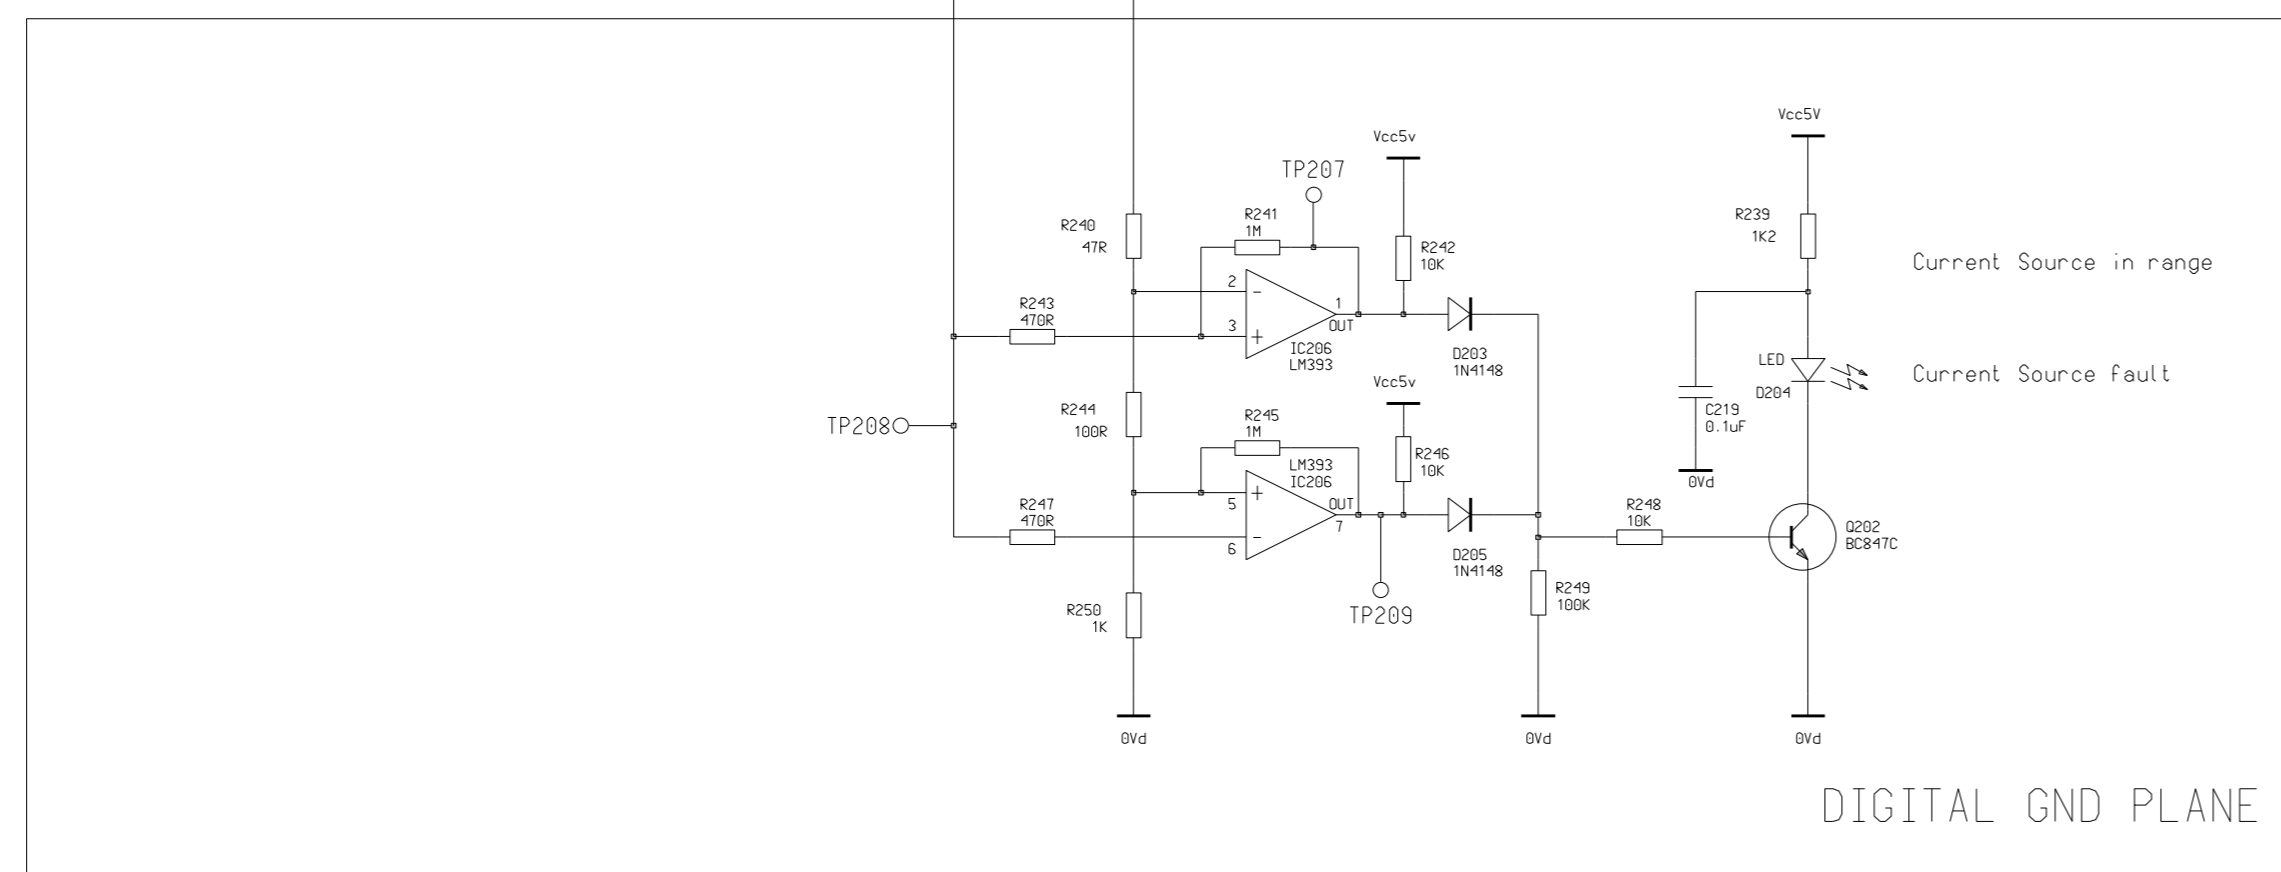 Vcc5V
Vcc5v
TP207
R241
1M
R239
1K2
R240
47R
R242
10K
Current Source in range
2
-
R243
470R
1
3
+
OUT
IC206
LM393
D203
1N4148
LED
Current Source fault
D204
Vcc5v
R244
100R
C219
0.1uF
TP208
R245
1M
LM393
IC206
R246
10K
0Vd
+
5
OUT
7
R247
470R
-
6
R248
10K
Q202
BC847C
D205
1N4148
R249
100K
TP209
R250
1K
0Vd
0Vd
0Vd
DIGITAL GND PLANE